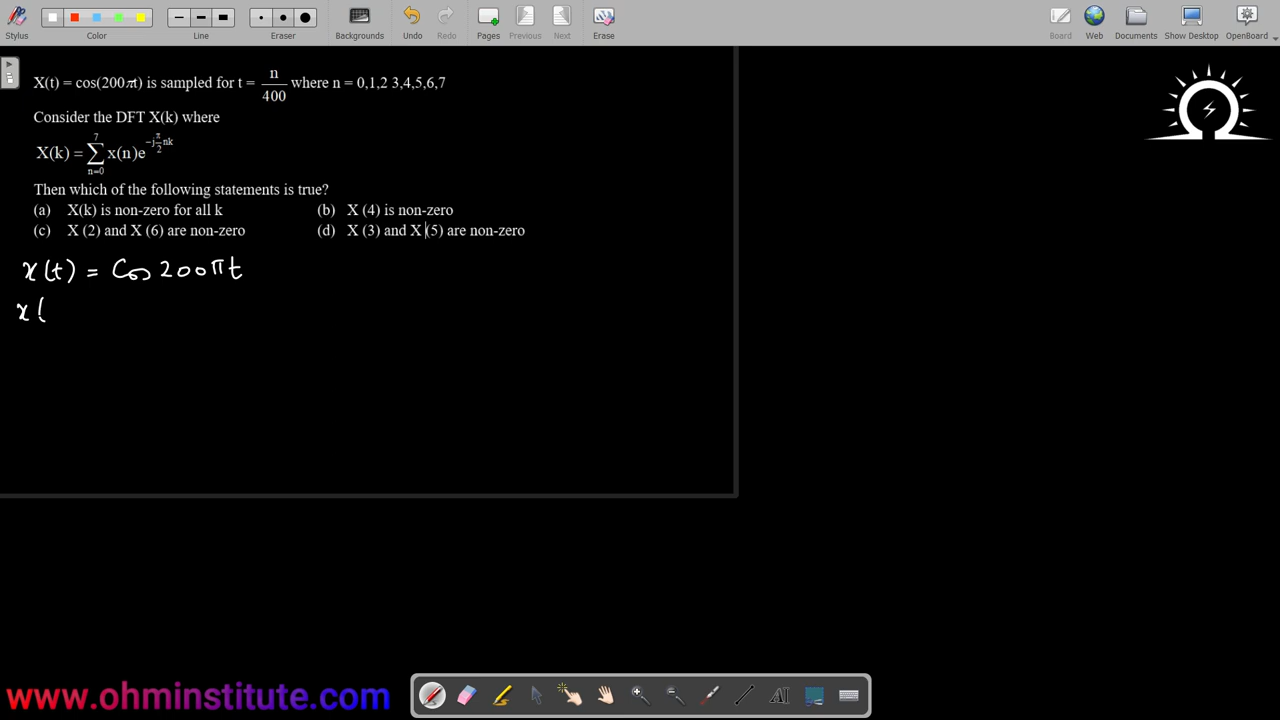 Stylus Color Line Eraser Backgrounds Undo Redo Pages Previous Next Erase Board Web Documents Show Desktop OpenBoard
X(t) = cos(200πt) is sampled for t = n/400 where n = 0,1,2 3,4,5,6,7
Consider the DFT X(k) where
X(k) = ∑_{n=0}^{7} x(n)e^{-j(π/2)nk}
Then which of the following statements is true?
(a) X(k) is non-zero for all k (b) X (4) is non-zero
(c) X (2) and X (6) are non-zero (d) X (3) and X (5) are non-zero
x(t) = Cos 200πt
x(
www.ohminstitute.com
AI